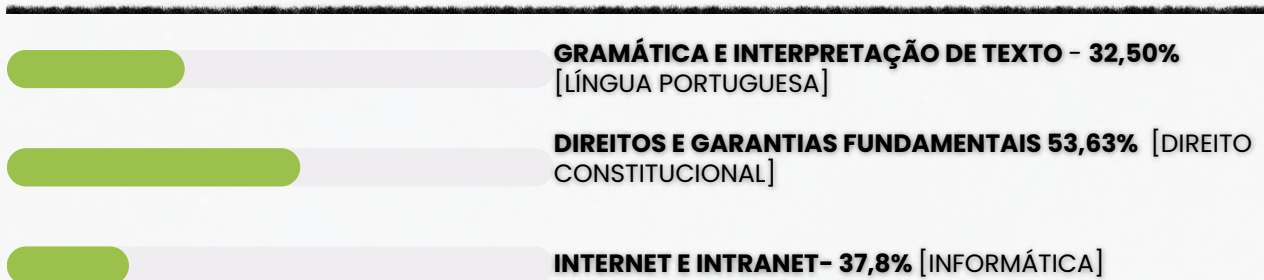 GRAMÁTICA E INTERPRETAÇÃO DE TEXTO - 32,50%
[LÍNGUA PORTUGUESA]
DIREITOS E GARANTIAS FUNDAMENTAIS 53,63% [DIREITO
CONSTITUCIONAL]
INTERNET E INTRANET- 37,8% [INFORMÁTICA]